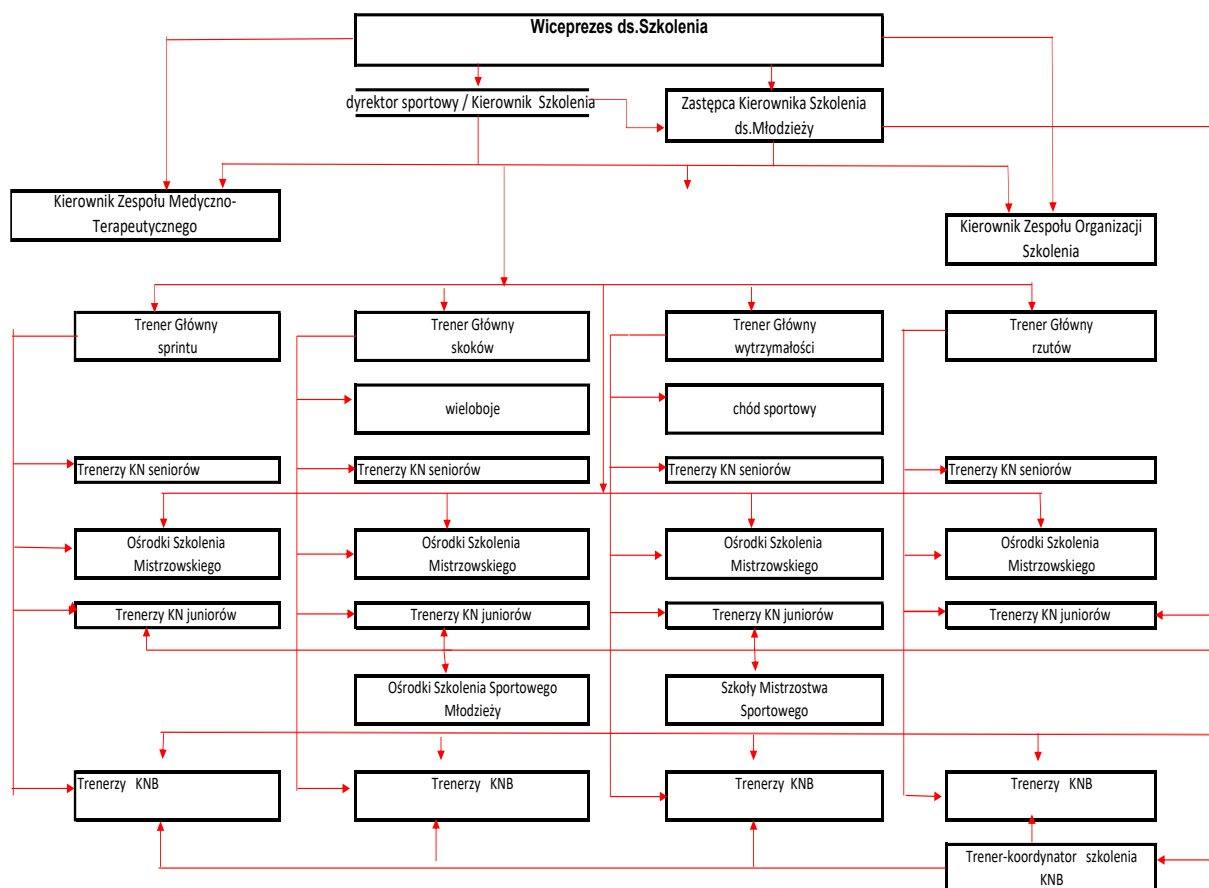 Wiceprezes ds.Szkolenia
dyrektor sportowy / Kierownik Szkolenia
Zastępca Kierownika Szkolenia
ds.Młodzieży
Kierownik Zespołu Medyczno-
Terapeutycznego
Kierownik Zespołu Organizacji
Szkolenia
Trener Główny
sprintu
Trener Główny
skoków
Trener Główny
wytrzymałości
Trener Główny
rzutów
wieloboje
chód sportowy
Trenerzy KN seniorów
Trenerzy KN seniorów
Trenerzy KN seniorów
Trenerzy KN seniorów
Ośrodki Szkolenia
Mistrzowskiego
Ośrodki Szkolenia
Mistrzowskiego
Ośrodki Szkolenia
Mistrzowskiego
Ośrodki Szkolenia
Mistrzowskiego
Trenerzy KN juniorów
Trenerzy KN juniorów
Trenerzy KN juniorów
Trenerzy KN juniorów
Ośrodki Szkolenia Sportowego
Młodzieży
Szkoły Mistrzostwa
Sportowego
Trenerzy KNB
Trenerzy KNB
Trenerzy KNB
Trenerzy KNB
Trener-koordynator szkolenia
KNB